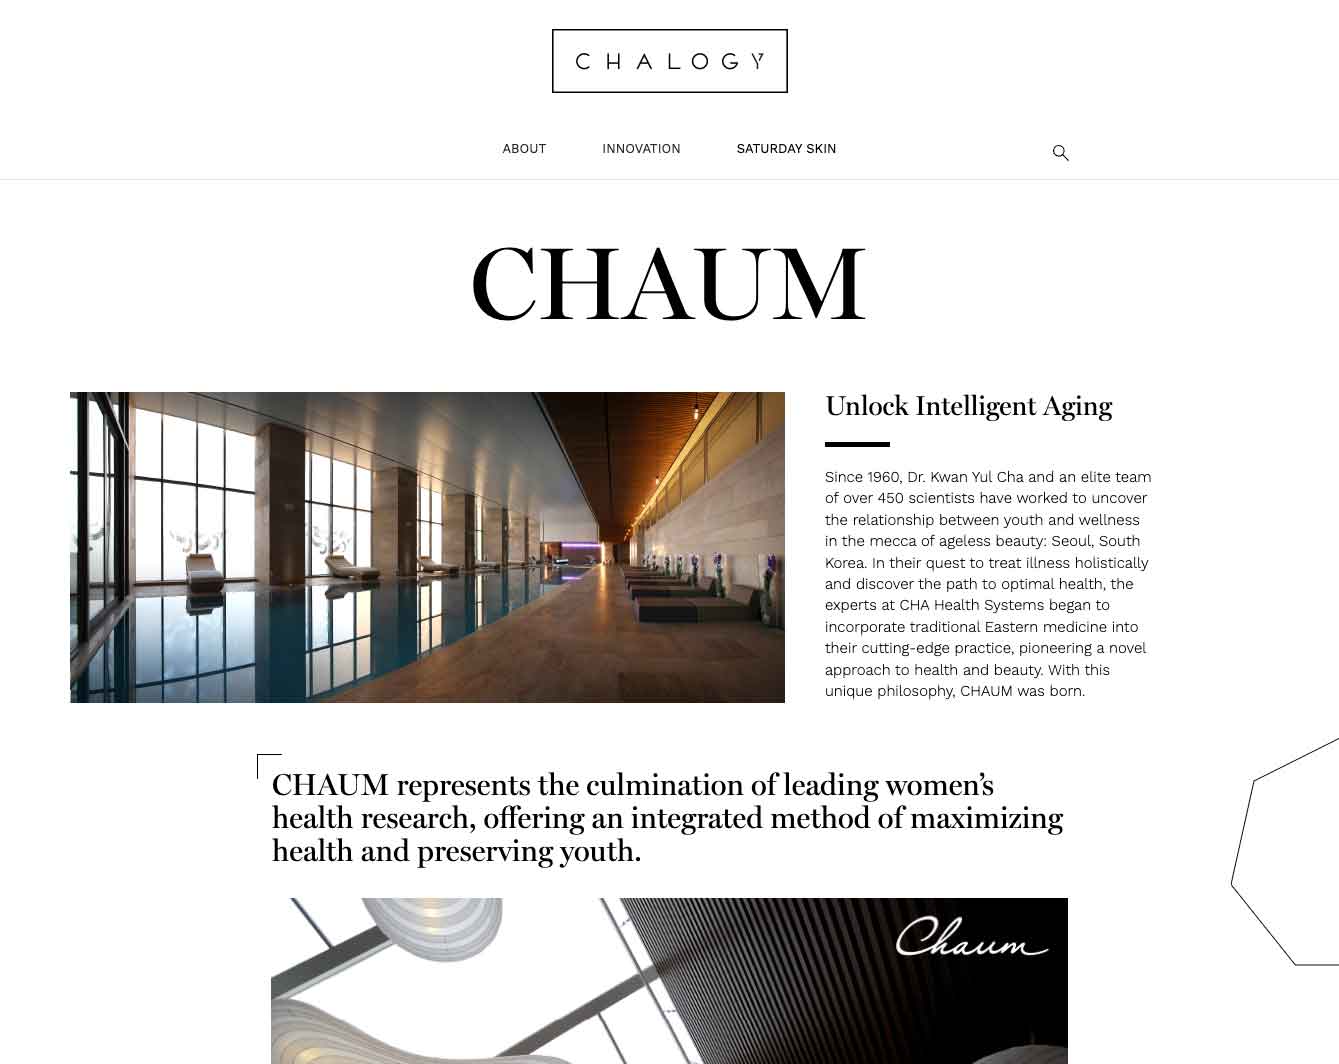 CHALOGY
ABOUT INNOVATION SATURDAY SKIN
CHAUM
Unlock Intelligent Aging
Since 1960, Dr. Kwan Yul Cha and an elite team
of over 450 scientists have worked to uncover
the relationship between youth and wellness
in the mecca of ageless beauty: Seoul, South
Korea. In their quest to treat illness holistically
and discover the path to optimal health, the
experts at CHA Health Systems began to
incorporate traditional Eastern medicine into
their cutting-edge practice, pioneering a novel
approach to health and beauty. With this
unique philosophy, CHAUM was born.
CHAUM represents the culmination of leading women’s
health research, offering an integrated method of maximizing
health and preserving youth.
Chaum